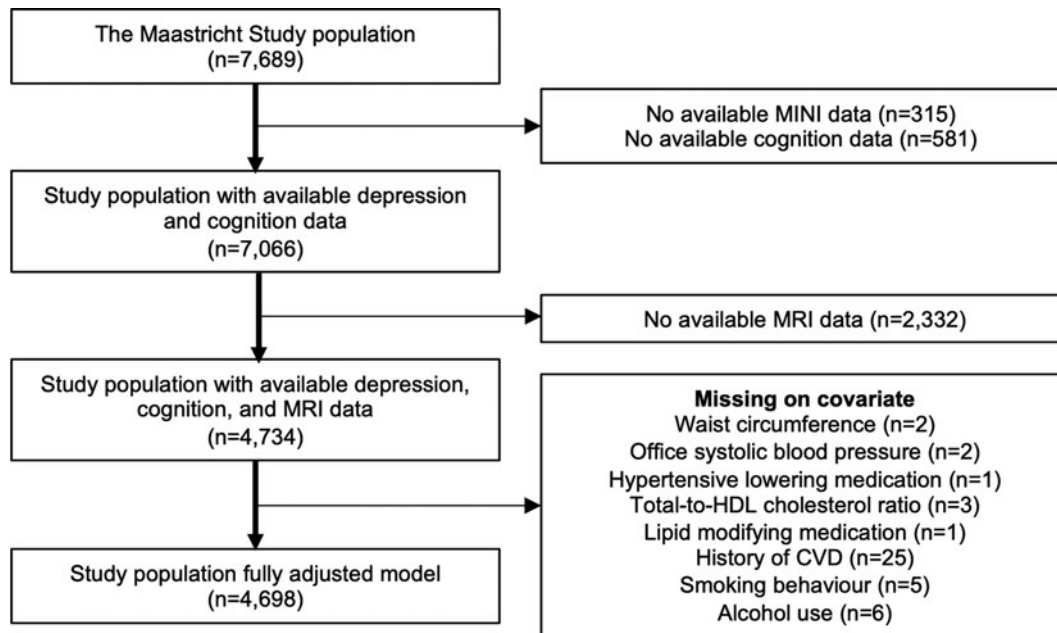 The Maastricht Study population
(n=7,689)
No available MINI data (n=315)
No available cognition data (n=581)
Study population with available depression
and cognition data
(n=7,066)
No available MRI data (n=2,332)
Study population with available depression,
cognition, and MRI data
(n=4,734)
Missing on covariate
Waist circumference (n=2)
Office systolic blood pressure (n=2)
Hypertensive lowering medication (n=1)
Total-to-HDL cholesterol ratio (n=3)
Lipid modifying medication (n=1)
History of CVD (n=25)
Smoking behaviour (n=5)
Alcohol use (n=6)
Study population fully adjusted model
(n=4,698)